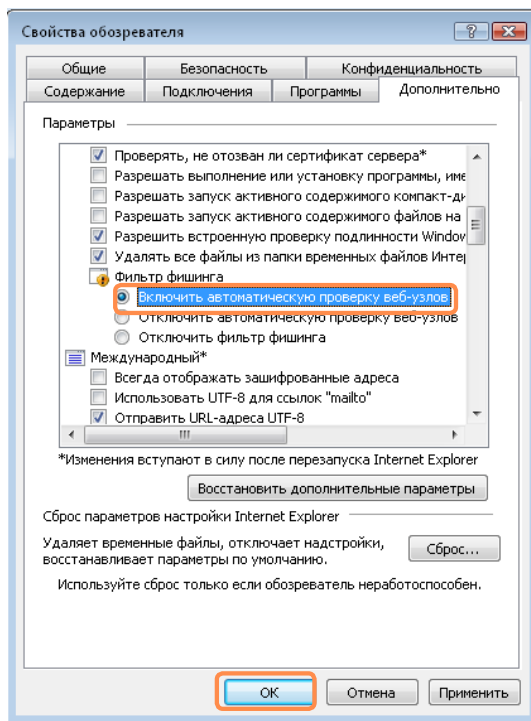 Свойства обозревателя
Общие Безопасность Конфиденциальность
Содержание Подключения Программы Дополнительно
Параметры
Проверять, не отозван ли сертификат сервера*
Разрешать выполнение или установку программы, име
Разрешать запуск активного содержимого компакт-ди
Разрешать запуск активного содержимого файлов на
Разрешить встроенную проверку подлинности Window
Удалять все файлы из папки временных файлов Интер
Фильтр фишинга
Включить автоматическую проверку веб-узлов
Отключить автоматическую проверку веб-узлов
Отключить фильтр фишинга
Международный*
Всегда отображать зашифрованные адреса
Использовать UTF-8 для ссылок "mailto"
Отправить URL-адреса UTF-8
*Изменения вступают в силу после перезапуска Internet Explorer
Восстановить дополнительные параметры
Сброс параметров настройки Internet Explorer
Удаляет временные файлы, отключает надстройки,
восстанавливает параметры по умолчанию.
Сброс...
Используйте сброс только если обозреватель неработоспособен.
ОК Отмена Применить